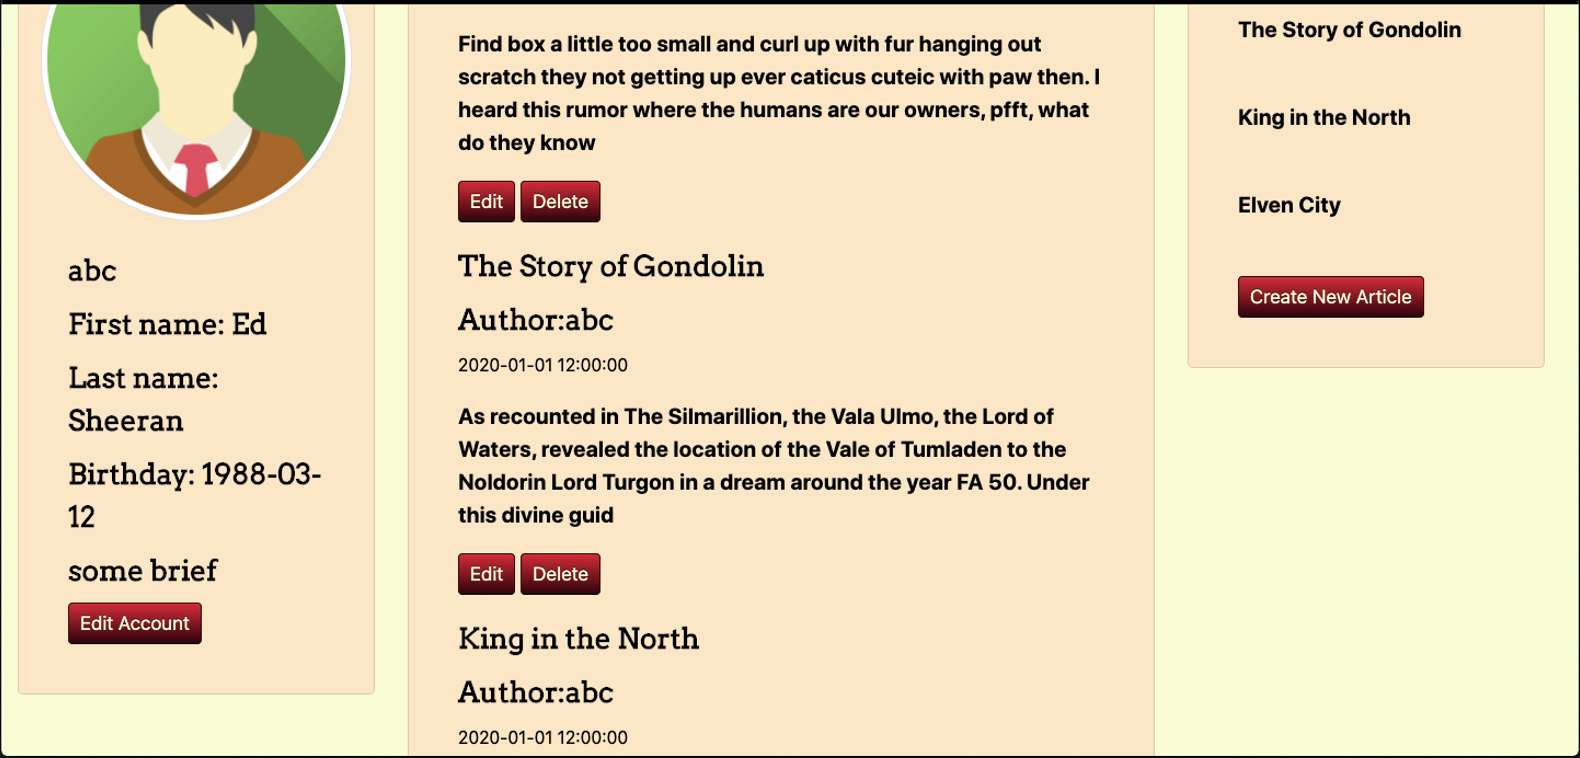 abc
First name: Ed
Last name:
Sheeran
Birthday: 1988-03-
12
some brief
Edit Account
Find box a little too small and curl up with fur hanging out
scratch they not getting up ever caticus cuteic with paw then. I
heard this rumor where the humans are our owners, pfft, what
do they know
Edit Delete
The Story of Gondolin
Author:abc
2020-01-01 12:00:00
As recounted in The Silmarillion, the Vala Ulmo, the Lord of
Waters, revealed the location of the Vale of Tumladen to the
Noldorin Lord Turgon in a dream around the year FA 50. Under
this divine guid
Edit Delete
King in the North
Author:abc
2020-01-01 12:00:00
The Story of Gondolin
King in the North
Elven City
Create New Article